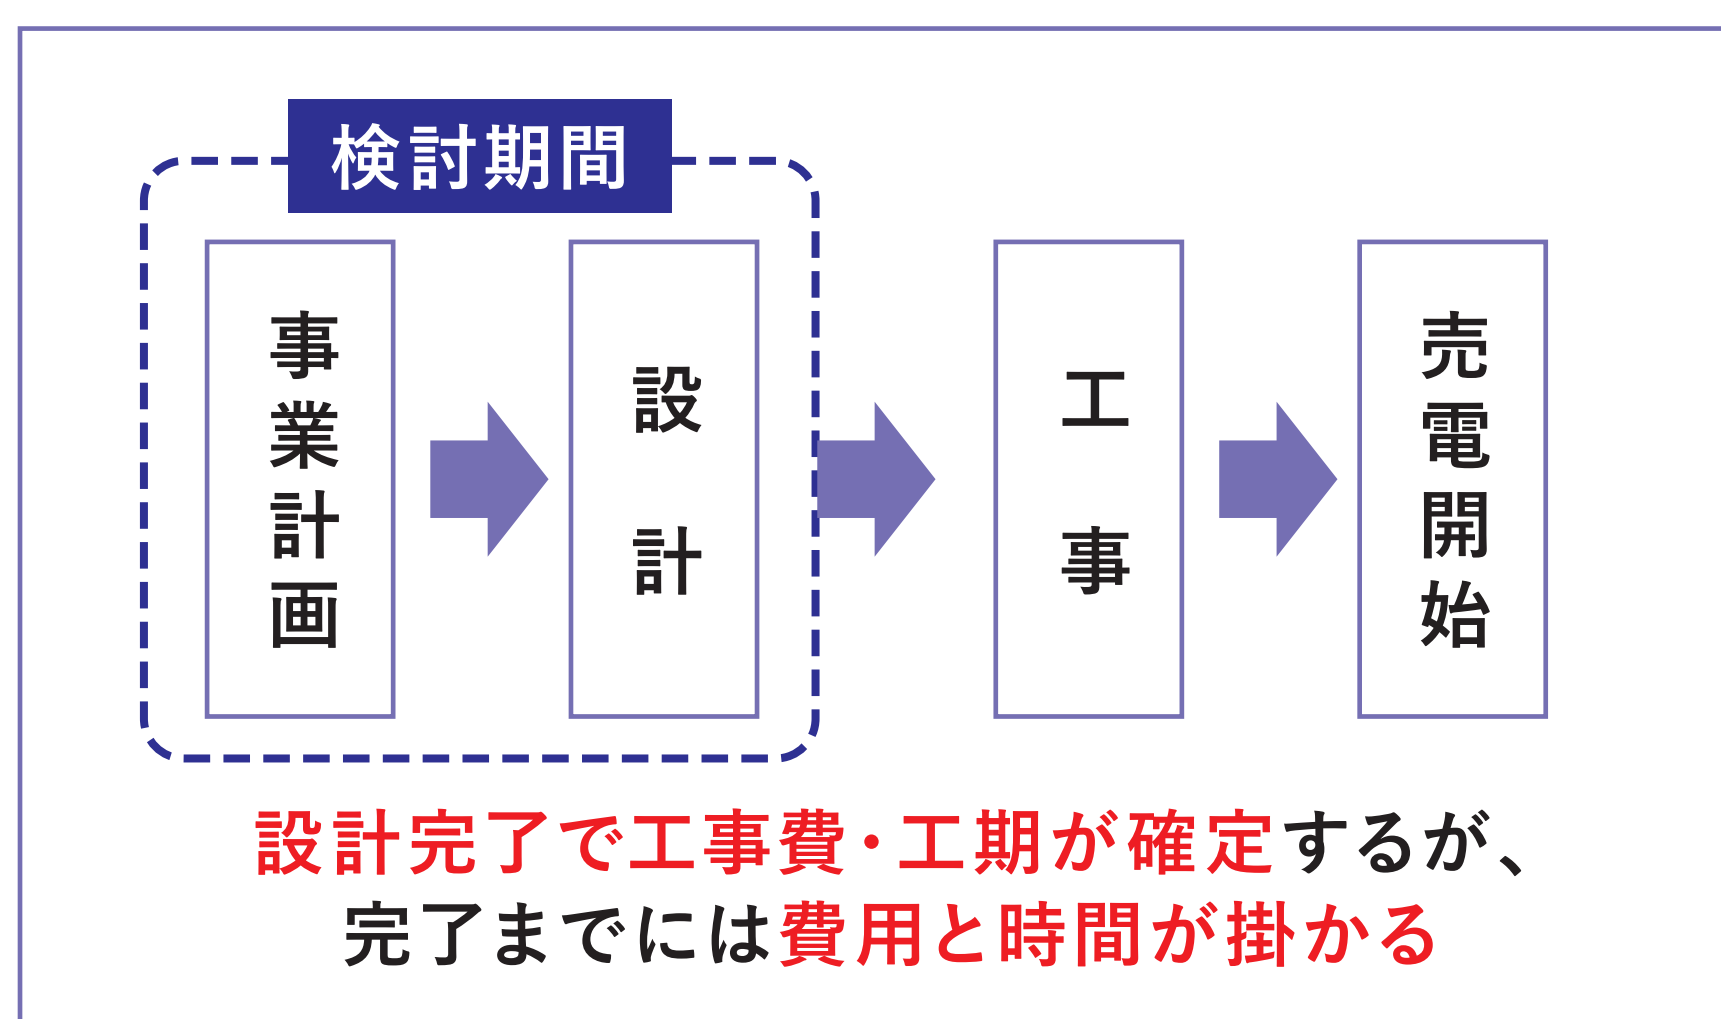 検討期間
事業計画
設計
工事
売電開始
設計完了で工事費・工期が確定するが、
完了までには費用と時間が掛かる